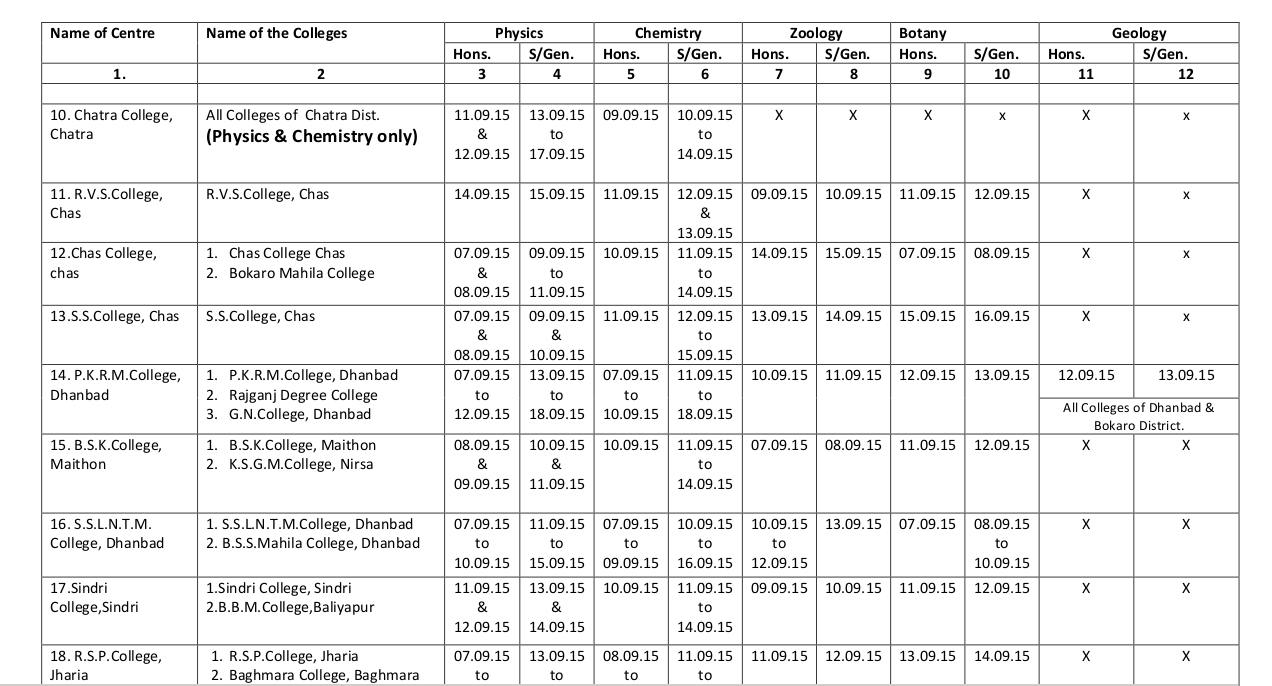 Name of Centre Name of the Colleges Physics Chemistry Zoology Botany Geology
Hons. S/Gen. Hons. S/Gen. Hons. S/Gen. Hons. S/Gen. Hons. S/Gen.
1. 2 3 4 5 6 7 8 9 10 11 12
10. Chatra College, All Colleges of Chatra Dist. 11.09.15 13.09.15 09.09.15 10.09.15 X X X x X x
Chatra (Physics & Chemistry only) & to to
12.09.15 17.09.15 14.09.15
11. R.V.S.College, R.V.S.College, Chas 14.09.15 15.09.15 11.09.15 12.09.15 09.09.15 10.09.15 11.09.15 12.09.15 X x
Chas &
13.09.15
12.Chas College, 1. Chas College Chas 07.09.15 09.09.15 10.09.15 11.09.15 14.09.15 15.09.15 07.09.15 08.09.15 X x
chas 2. Bokaro Mahila College & to to
08.09.15 11.09.15 14.09.15
13.S.S.College, Chas S.S.College, Chas 07.09.15 09.09.15 11.09.15 12.09.15 13.09.15 14.09.15 15.09.15 16.09.15 X x
& & to
08.09.15 10.09.15 15.09.15
14. P.K.R.M.College, 1. P.K.R.M.College, Dhanbad 07.09.15 13.09.15 07.09.15 11.09.15 10.09.15 11.09.15 12.09.15 13.09.15 12.09.15 13.09.15
Dhanbad 2. Rajganj Degree College to to to to
3. G.N.College, Dhanbad 12.09.15 18.09.15 10.09.15 18.09.15 All Colleges of Dhanbad &
Bokaro District.
15. B.S.K.College, 1. B.S.K.College, Maithon 08.09.15 10.09.15 10.09.15 11.09.15 07.09.15 08.09.15 11.09.15 12.09.15 X X
Maithon 2. K.S.G.M.College, Nirsa & & to
09.09.15 11.09.15 14.09.15
16. S.S.L.N.T.M. 1. S.S.L.N.T.M.College, Dhanbad 07.09.15 11.09.15 07.09.15 10.09.15 10.09.15 13.09.15 07.09.15 08.09.15 X X
College, Dhanbad 2. B.S.S.Mahila College, Dhanbad to to to to to to
10.09.15 15.09.15 09.09.15 16.09.15 12.09.15 10.09.15
17.Sindri 1.Sindri College, Sindri 11.09.15 13.09.15 10.09.15 11.09.15 09.09.15 10.09.15 11.09.15 12.09.15 X X
College,Sindri 2.B.B.M.College,Baliyapur & & to
12.09.15 14.09.15 14.09.15
18. R.S.P.College, 1. R.S.P.College, Jharia 07.09.15 13.09.15 08.09.15 11.09.15 11.09.15 12.09.15 13.09.15 14.09.15 X X
Jharia 2. Baghmara College, Baghmara to to to to